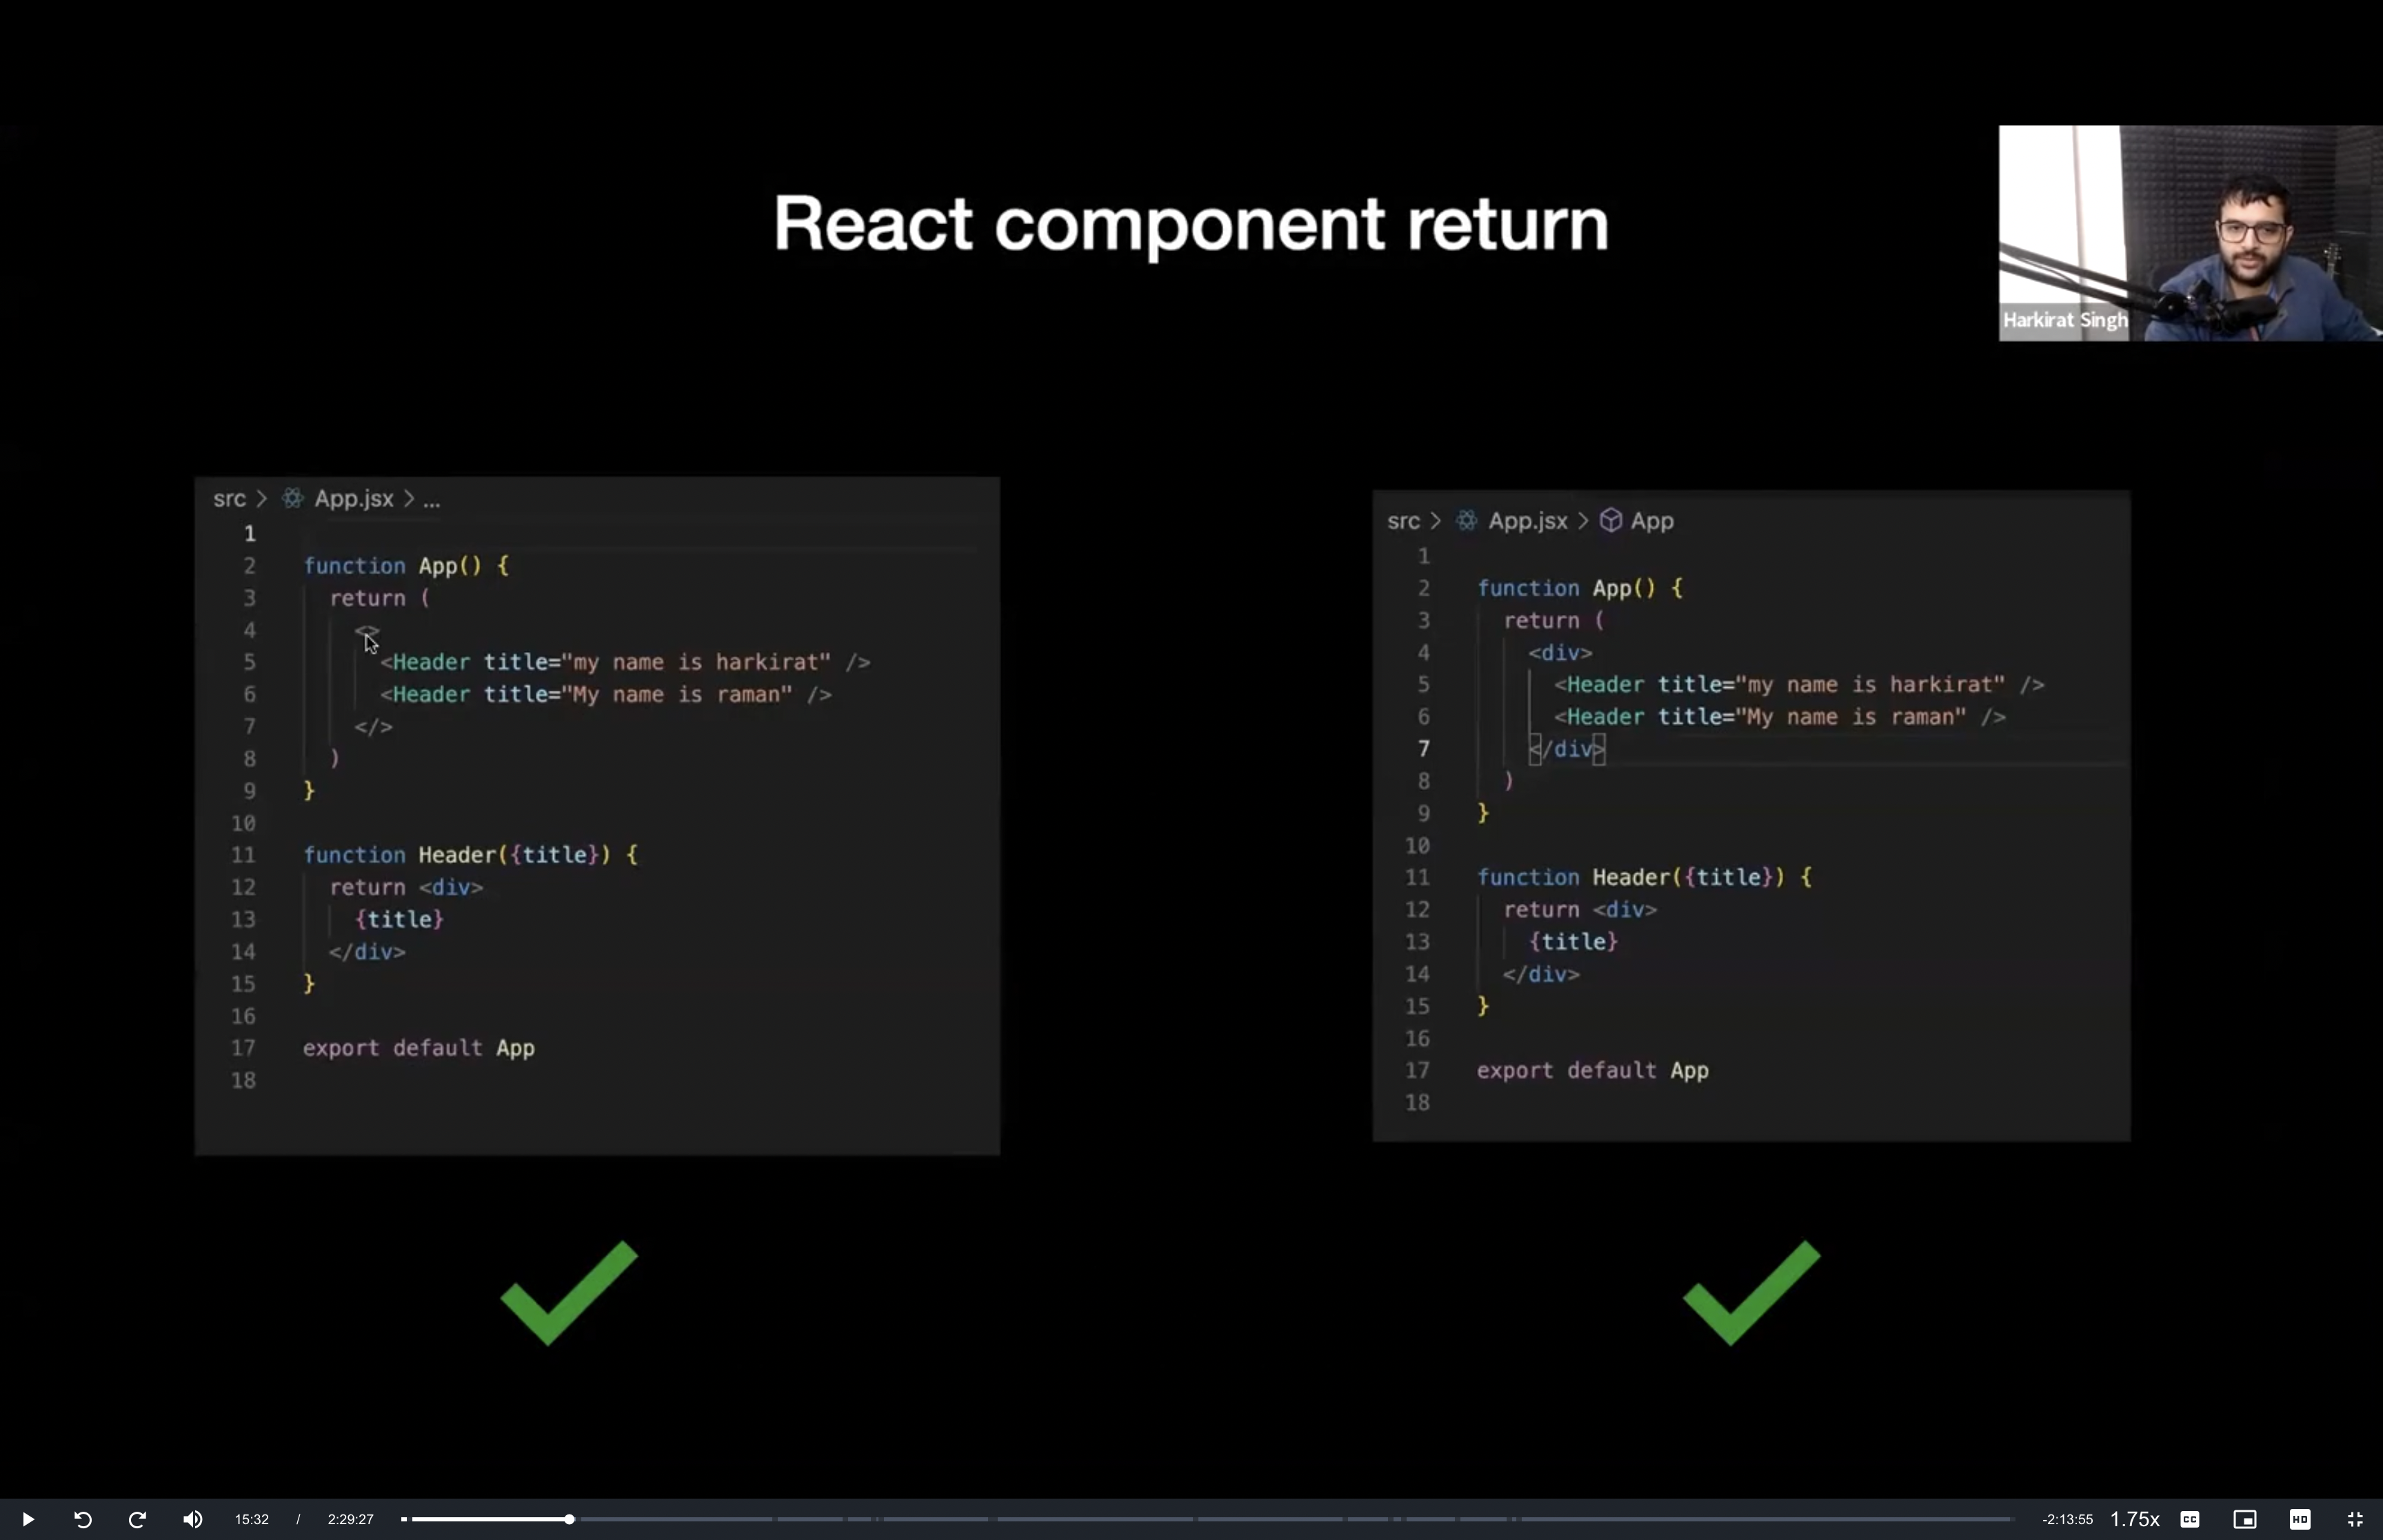 React component return
Harkirat Singh
src > App.jsx > ...
1
2 function App() {
3 return (
4 <>
5 <Header title="my name is harkirat" />
6 <Header title="My name is raman" />
7 </>
8 )
9 }
10
11 function Header({title}) {
12 return <div>
13 {title}
14 </div>
15 }
16
17 export default App
18
src > App.jsx > App
1
2 function App() {
3 return (
4 <div>
5 <Header title="my name is harkirat" />
6 <Header title="My name is raman" />
7 </div>
8 )
9 }
10
11 function Header({title}) {
12 return <div>
13 {title}
14 </div>
15 }
16
17 export default App
18
15:32 / 2:29:27 -2:13:55 1.75x CC HD